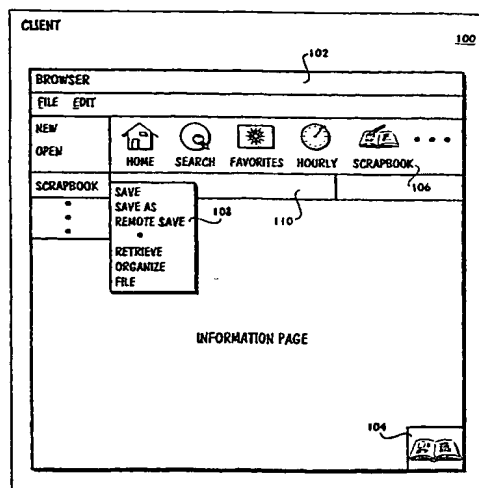 CLIENT
100
102
BROWSER
FILE EDIT
NEW
OPEN
HOME SEARCH FAVORITES HOURLY SCRAPBOOK
106
SCRAPBOOK
SAVE
SAVE AS
REMOTE SAVE
108
110
RETRIEVE
ORGANIZE
FILE
INFORMATION PAGE
104